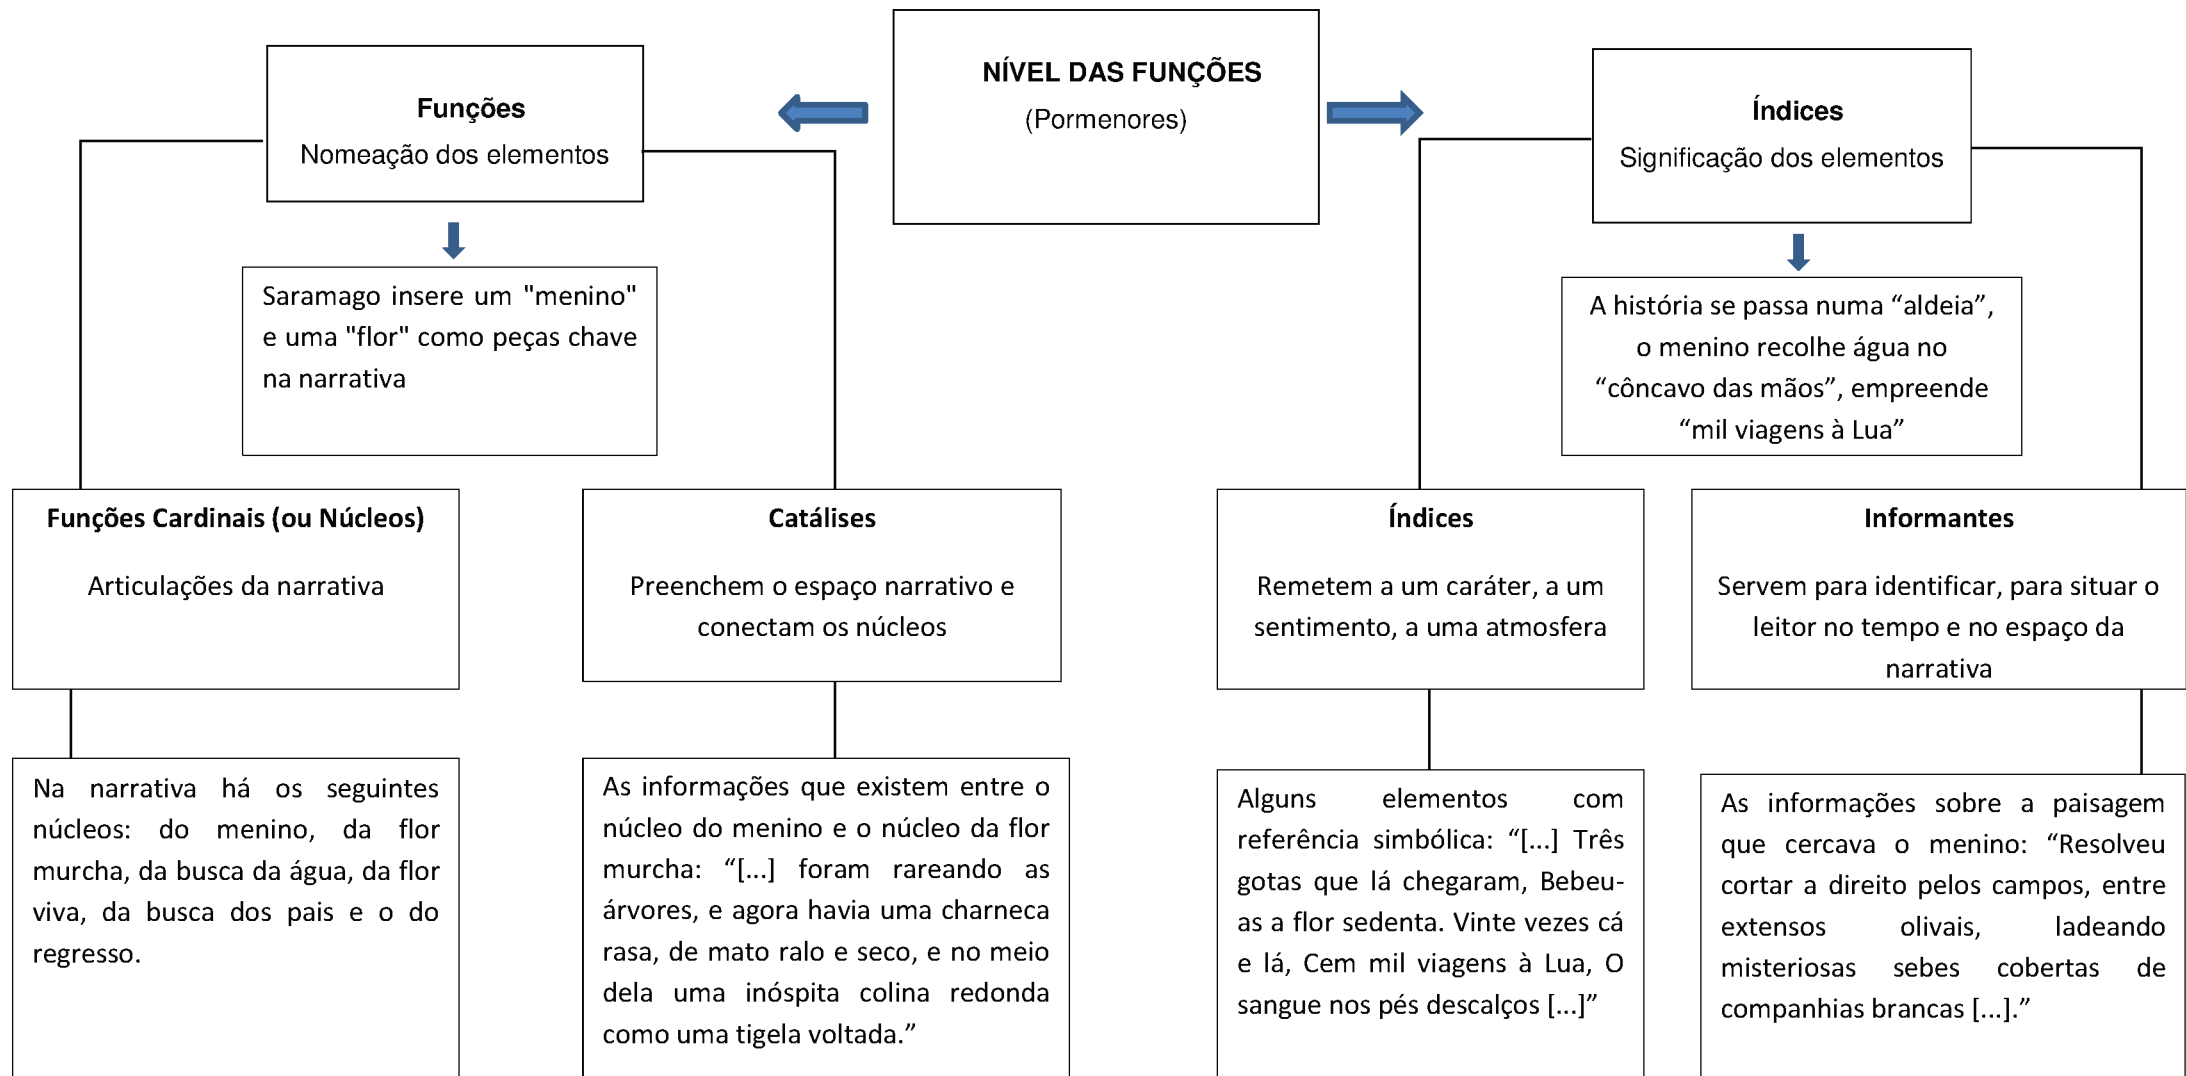 NÍVEL DAS FUNÇÕES
(Pormenores)
Funções
Nomeação dos elementos
Índices
Significação dos elementos
Saramago insere um "menino"
e uma "flor" como peças chave
na narrativa
A história se passa numa “aldeia”,
o menino recolhe água no
“côncavo das mãos”, empreende
“mil viagens à Lua”
Funções Cardinais (ou Núcleos)
Articulações da narrativa
Catálises
Preenchem o espaço narrativo e
conectam os núcleos
Índices
Remetem a um caráter, a um
sentimento, a uma atmosfera
Informantes
Servem para identificar, para situar o
leitor no tempo e no espaço da
narrativa
Na narrativa há os seguintes
núcleos: do menino, da flor
murcha, da busca da água, da flor
viva, da busca dos pais e o do
regresso.
As informações que existem entre o
núcleo do menino e o núcleo da flor
murcha: “[...] foram rareando as
árvores, e agora havia uma charneca
rasa, de mato ralo e seco, e no meio
dela uma inóspita colina redonda
como uma tigela voltada.”
Alguns elementos com
referência simbólica: “[...] Três
gotas que lá chegaram, Bebeu-
as a flor sedenta. Vinte vezes cá
e lá, Cem mil viagens à Lua, O
sangue nos pés descalços [...]”
As informações sobre a paisagem
que cercava o menino: “Resolveu
cortar a direito pelos campos, entre
extensos olivais, ladeando
misteriosas sebes cobertas de
companhias brancas [...].”